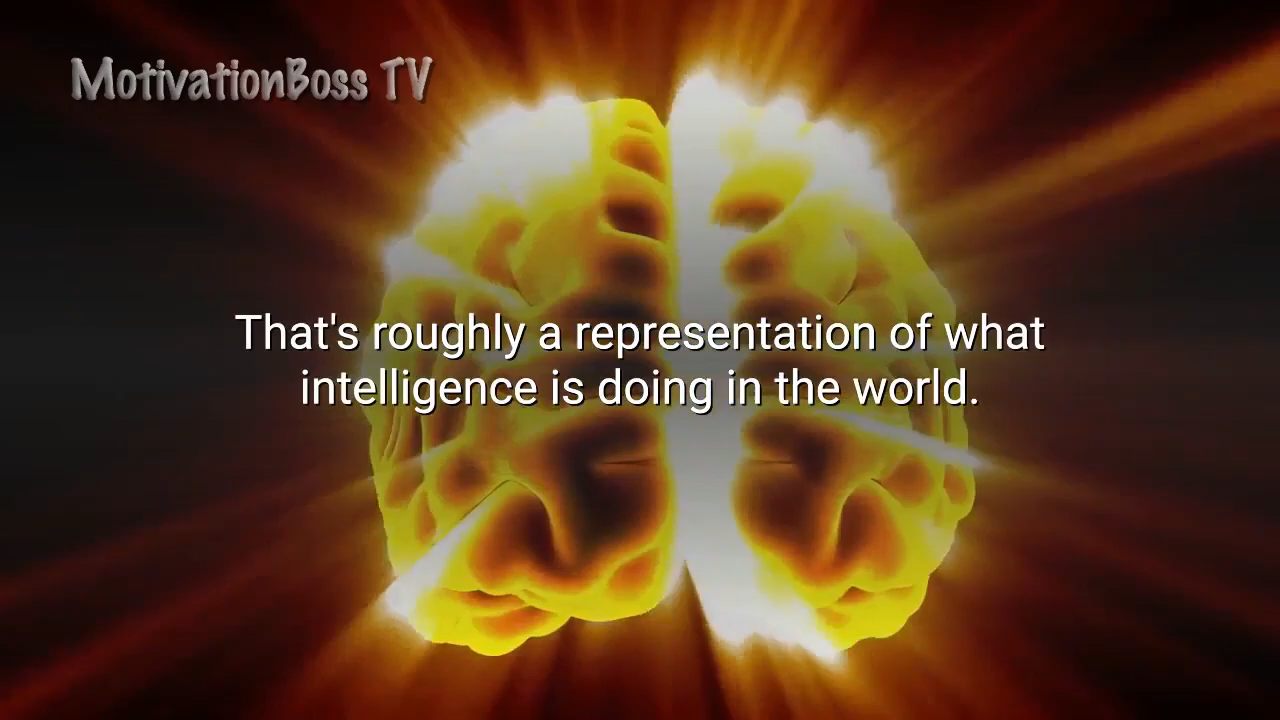 MotivationBoss TV
That's roughly a representation of what
intelligence is doing in the world.